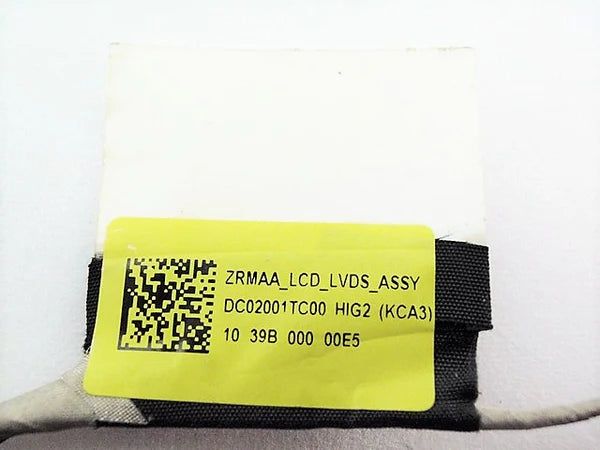 ZRMAA_LCD_LVDS_ASSY
DC02001TC00 HIG2 (KCA3)
10 39B 000 00E5